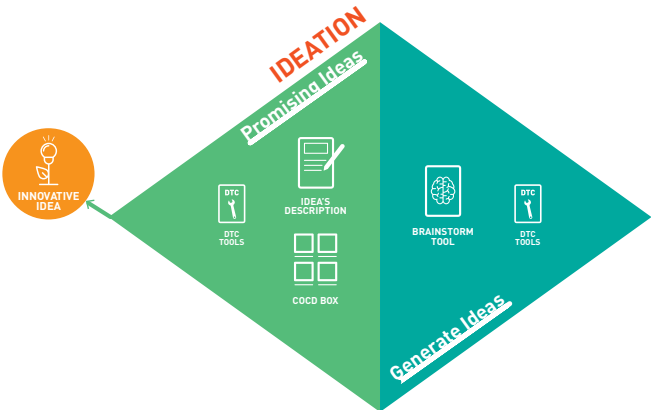 IDEATION
Promising Ideas
INNOVATIVE
IDEA
DTC
DTC
TOOLS
IDEA'S
DESCRIPTION
COCD BOX
BRAINSTORM
TOOL
DTC
DTC
TOOLS
Generate Ideas